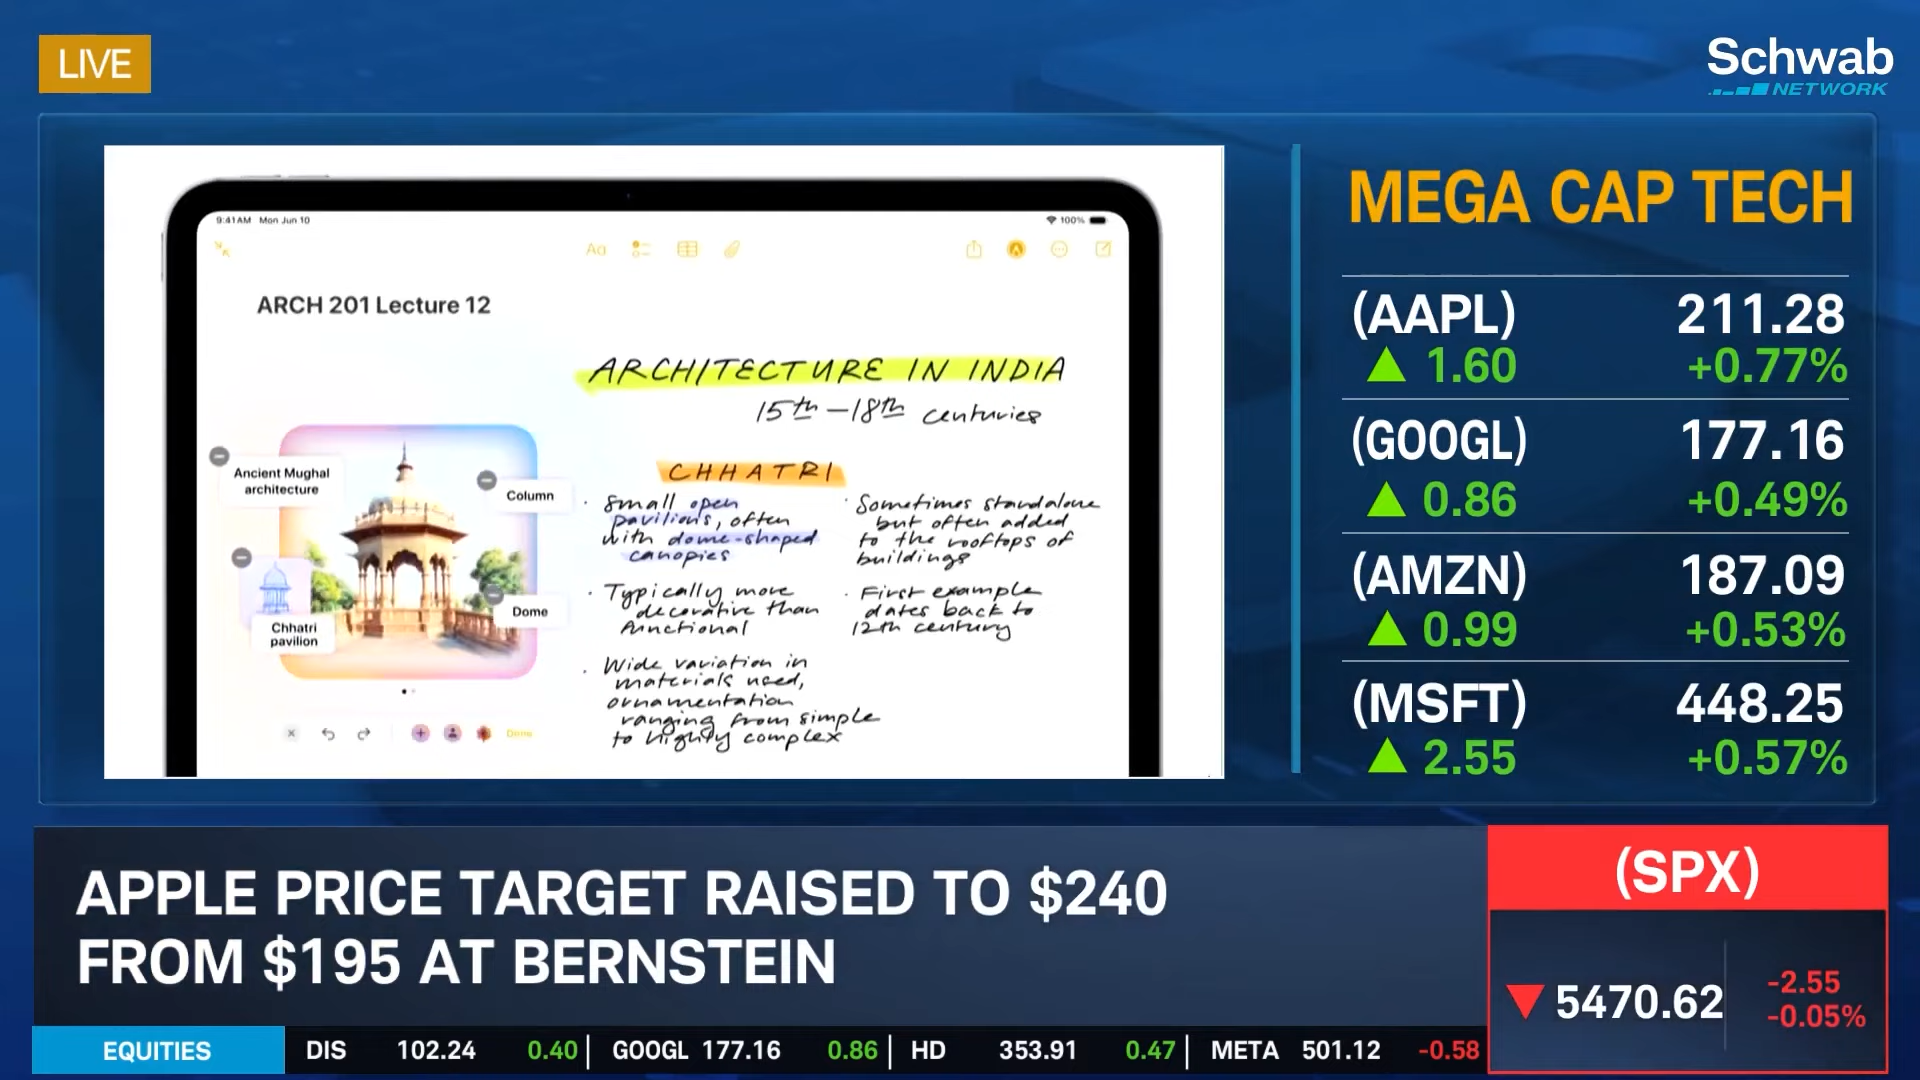 LIVE
Schwab
NETWORK
9:41AM Mon Jun 10
100%
Aa
ARCH 201 Lecture 12
ARCHITECTURE IN INDIA
15th – 18th centuries
CHHATRI
Small open
pavilions, often
with dome-shaped
canopies
Typically more
decorative than
functional
Wide variation in
materials used,
ornamentation
ranging from simple
to highly complex
Sometimes standalone
but often added
to the rooftops of
buildings
First example
dates back to
12th century
Ancient Mughal
architecture
Column
Chhatri
pavilion
Dome
Done
MEGA CAP TECH
(AAPL) 211.28
▲ 1.60 +0.77%
(GOOGL) 177.16
▲ 0.86 +0.49%
(AMZN) 187.09
▲ 0.99 +0.53%
(MSFT) 448.25
▲ 2.55 +0.57%
APPLE PRICE TARGET RAISED TO $240
FROM $195 AT BERNSTEIN
(SPX)
▼ 5470.62
-2.55
-0.05%
EQUITIES DIS 102.24 0.40 GOOGL 177.16 0.86 HD 353.91 0.47 META 501.12 -0.58